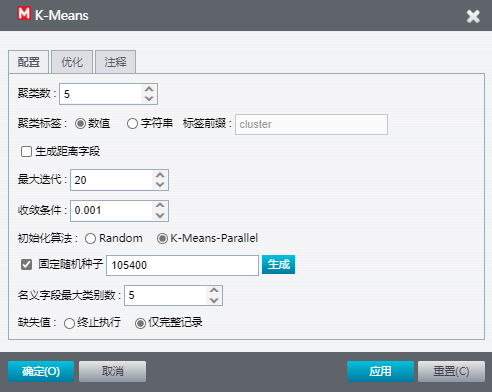 M K-Means
配置 优化 注释
聚类数 : 5
聚类标签 : 数值 字符串 标签前缀 : cluster
生成距离字段
最大迭代 : 20
收敛条件 : 0.001
初始化算法 : Random K-Means-Parallel
固定随机种子 105400 生成
名义字段最大类别数 : 5
缺失值 : 终止执行 仅完整记录
确定(O) 取消 应用 重置(C)